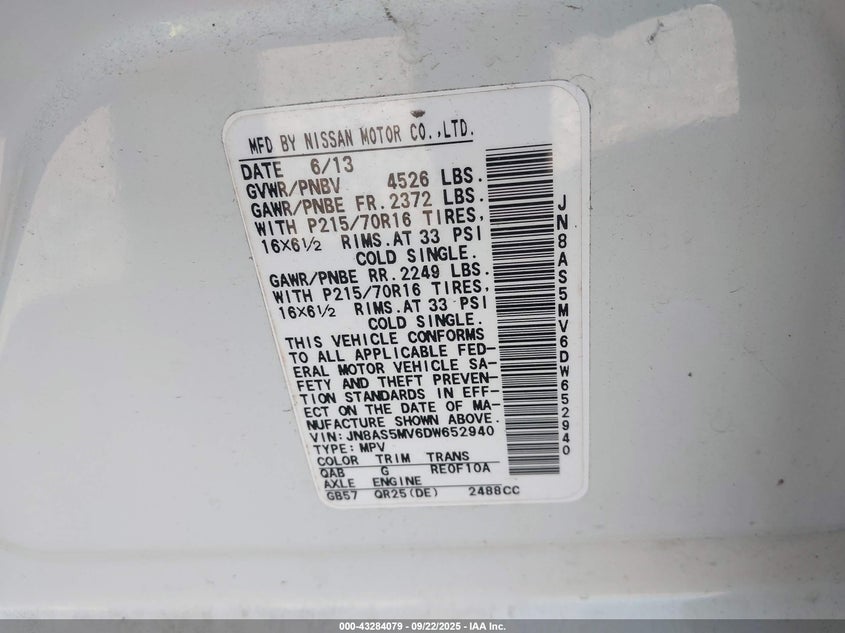 MFD BY NISSAN MOTOR CO.,LTD.
DATE 6/13
GVWR/PNBV 4526 LBS.
GAWR/PNBE FR.2372 LBS.
WITH P215/70R16 TIRES,
16X6½ RIMS.AT 33 PSI
COLD SINGLE.
GAWR/PNBE RR.2249 LBS.
WITH P215/70R16 TIRES,
16X6½ RIMS.AT 33 PSI
COLD SINGLE.
THIS VEHICLE CONFORMS
TO ALL APPLICABLE FED-
ERAL MOTOR VEHICLE SA-
FETY AND THEFT PREVEN-
TION STANDARDS IN EFF-
ECT ON THE DATE OF MA-
NUFACTURE SHOWN ABOVE.
VIN:JN8AS5MV6DW652940
TYPE:MPV
COLOR TRIM TRANS
QAB G RE0F10A
AXLE ENGINE
GB57 QR25(DE) 2488CC
JN8AS5MV6DW652940
000-43284079 - 09/22/2025 - IAA Inc.